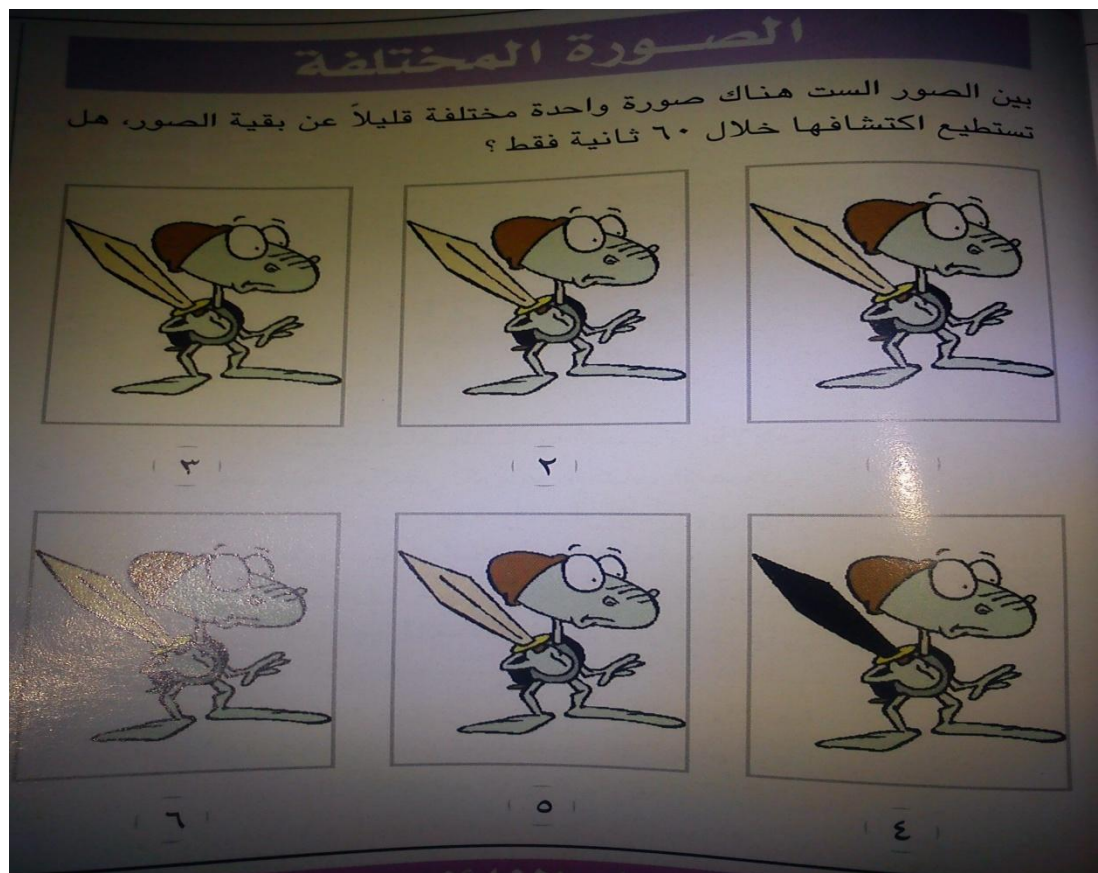 الصورة المختلفة
بين الصور الست هناك صورة واحدة مختلفة قليلاً عن بقية الصور، هل
تستطيع اكتشافها خلال ٦٠ ثانية فقط؟
٢
٣
٤
٥
٦